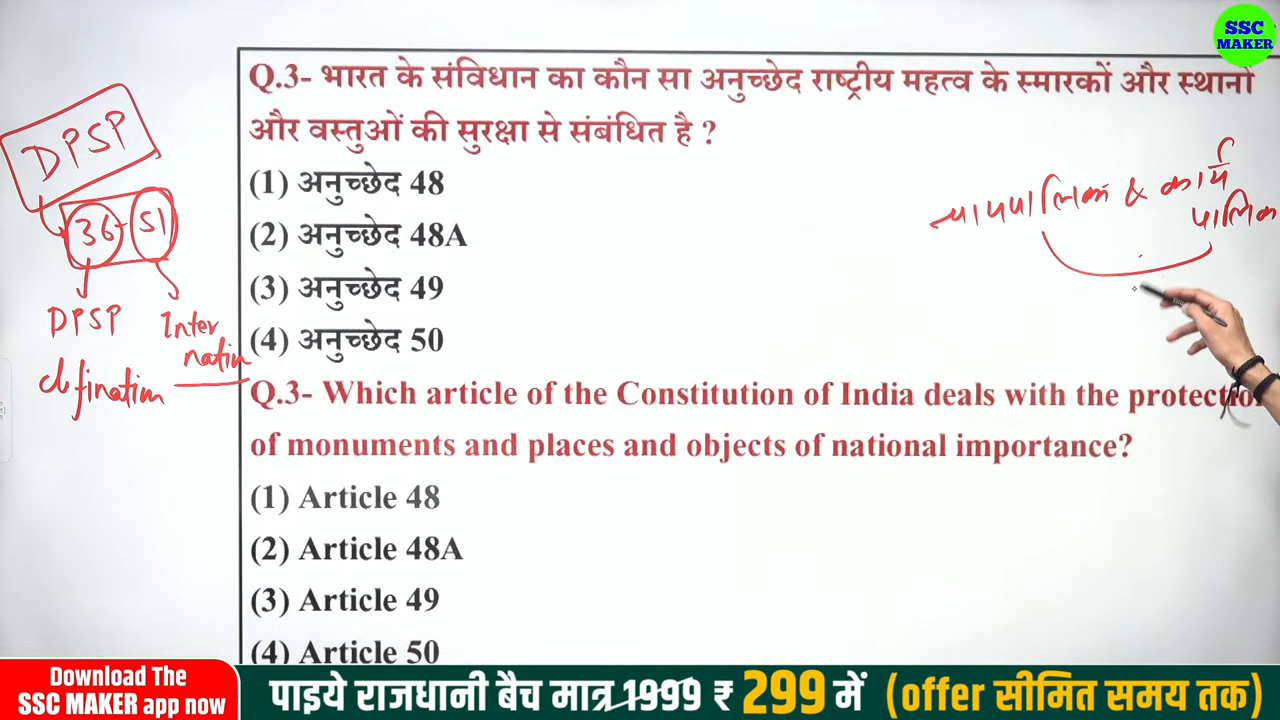 SSC
MAKER
Q.3- भारत के संविधान का कौन सा अनुच्छेद राष्ट्रीय महत्व के स्मारकों और स्थानों
और वस्तुओं की सुरक्षा से संबंधित है ?
(1) अनुच्छेद 48
(2) अनुच्छेद 48A
(3) अनुच्छेद 49
(4) अनुच्छेद 50
Q.3- Which article of the Constitution of India deals with the protection
of monuments and places and objects of national importance?
(1) Article 48
(2) Article 48A
(3) Article 49
(4) Article 50
DPSP
36-51
DPSP
defination
Inter
nation
& कार्य
पालिका
Download The
SSC MAKER app now
पाइये राजधानी बैच मात्र 1999 ₹ 299 में (offer सीमित समय तक)